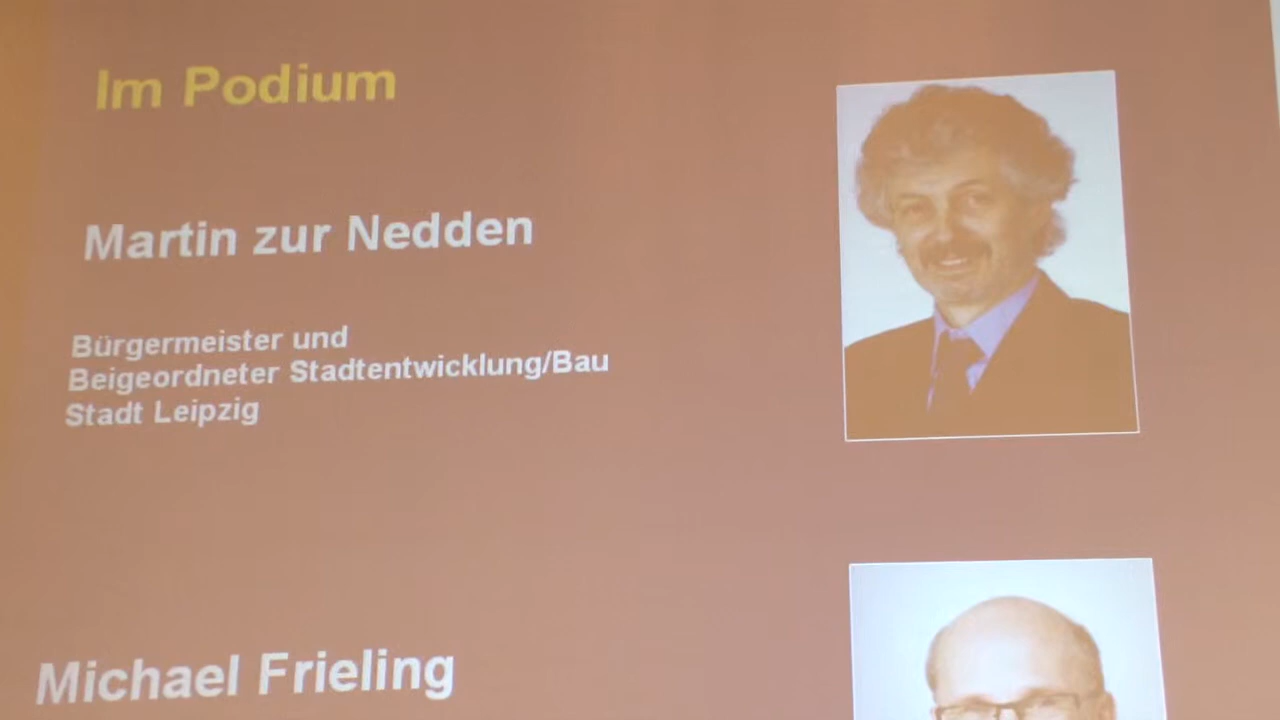 Im Podium
Martin zur Nedden
Bürgermeister und
Beigeordneter Stadtentwicklung/Bau
Stadt Leipzig
Michael Frieling